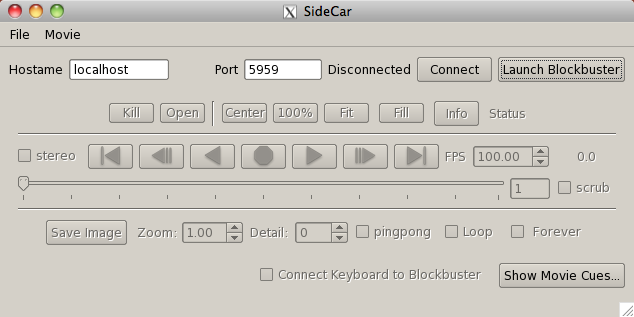 SideCar
File Movie
Hostame localhost Port 5959 Disconnected Connect Launch Blockbuster
Kill Open Center 100% Fit Fill Info Status
stereo FPS 100.00 0.0
1 scrub
Save Image Zoom: 1.00 Detail: 0 pingpong Loop Forever
Connect Keyboard to Blockbuster Show Movie Cues...